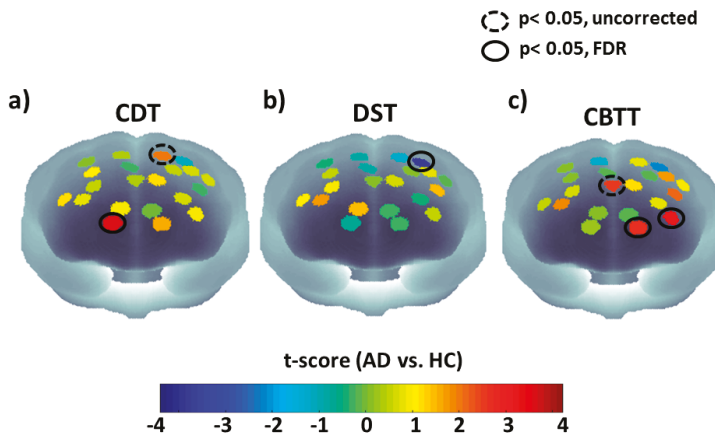 p< 0.05, uncorrected
p< 0.05, FDR
a)
CDT
b)
DST
c)
CBTT
t-score (AD vs. HC)
-4 -3 -2 -1 0 1 2 3 4